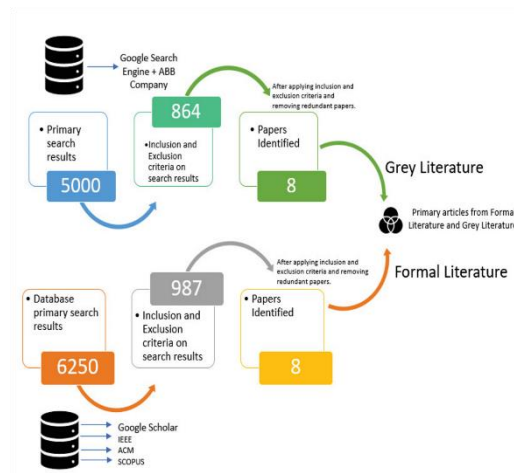 Google Search
Engine + ABB
Company
864
After applying inclusion and
exclusion criteria and
removing redundant papers.
• Primary
search
results
5000
•Inclusion and
Exclusion
criteria on
search results
• Papers
Identified
8
Grey Literature
Primary articles from Formal
Literature and Grey Literature
Formal Literature
• Database
primary search
results
6250
987
• Inclusion and
Exclusion
criteria on
search results
After applying inclusion and
exclusion criteria and removing
redundant papers.
• Papers
Identified
8
Google Scholar
IEEE
ACM
SCOPUS